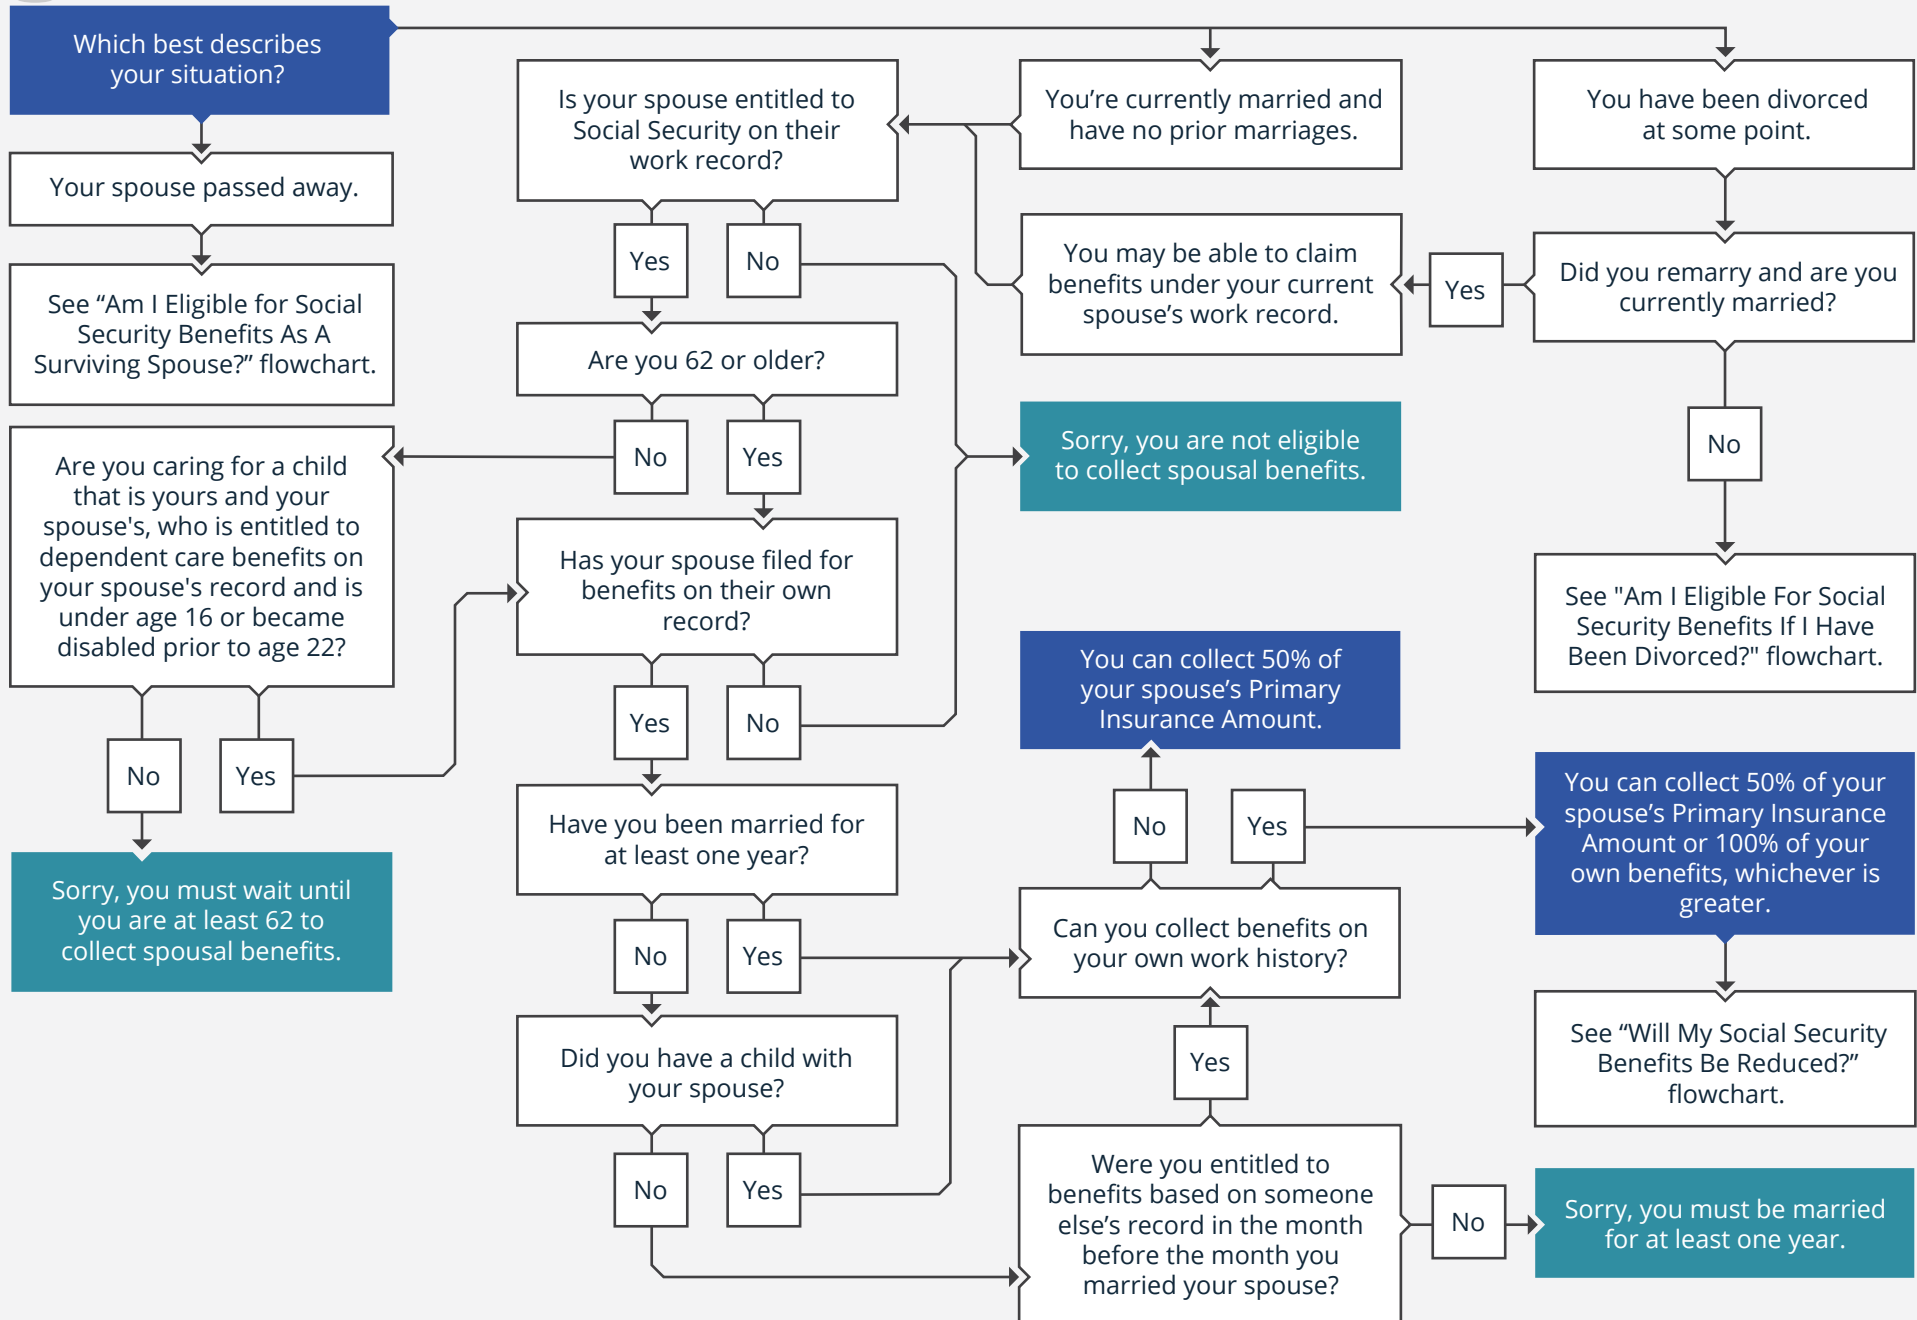 Which best describes
your situation?
Your spouse passed away.
See “Am I Eligible for Social
Security Benefits As A
Surviving Spouse?” flowchart.
Are you caring for a child
that is yours and your
spouse's, who is entitled to
dependent care benefits on
your spouse's record and is
under age 16 or became
disabled prior to age 22?
No
Yes
Sorry, you must wait until
you are at least 62 to
collect spousal benefits.
Is your spouse entitled to
Social Security on their
work record?
Yes
No
Are you 62 or older?
No
Yes
Has your spouse filed for
benefits on their own
record?
Yes
No
Have you been married for
at least one year?
No
Yes
Did you have a child with
your spouse?
No
Yes
You’re currently married and
have no prior marriages.
You may be able to claim
benefits under your current
spouse’s work record.
Yes
Sorry, you are not eligible
to collect spousal benefits.
You can collect 50% of
your spouse’s Primary
Insurance Amount.
No
Yes
Can you collect benefits on
your own work history?
Yes
Were you entitled to
benefits based on someone
else’s record in the month
before the month you
married your spouse?
No
You have been divorced
at some point.
Did you remarry and are you
currently married?
No
See "Am I Eligible For Social
Security Benefits If I Have
Been Divorced?" flowchart.
You can collect 50% of your
spouse’s Primary Insurance
Amount or 100% of your
own benefits, whichever is
greater.
See “Will My Social Security
Benefits Be Reduced?”
flowchart.
Sorry, you must be married
for at least one year.